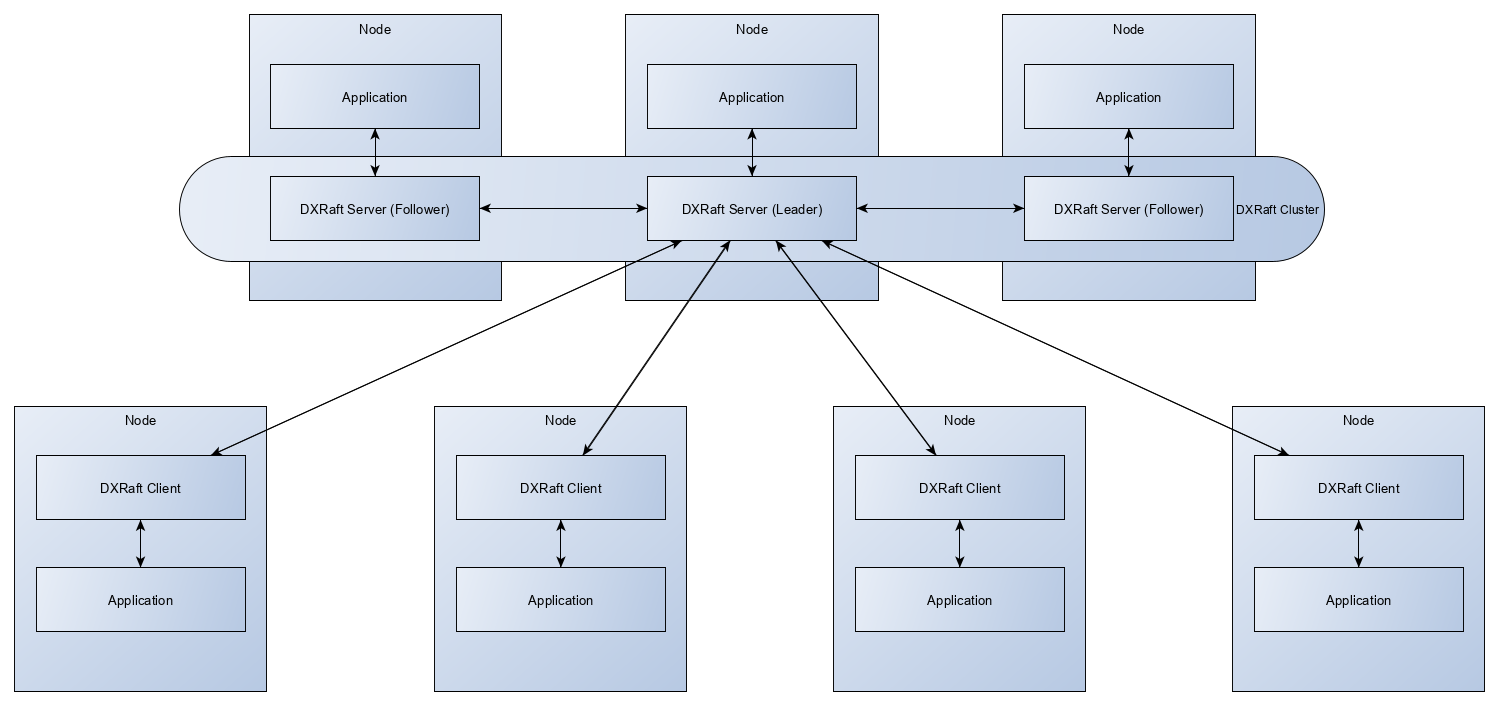 Node
Node
Node
Application
Application
Application
DXRaft Server (Follower)
DXRaft Server (Leader)
DXRaft Server (Follower)
DXRaft Cluster
Node
Node
Node
Node
DXRaft Client
DXRaft Client
DXRaft Client
DXRaft Client
Application
Application
Application
Application